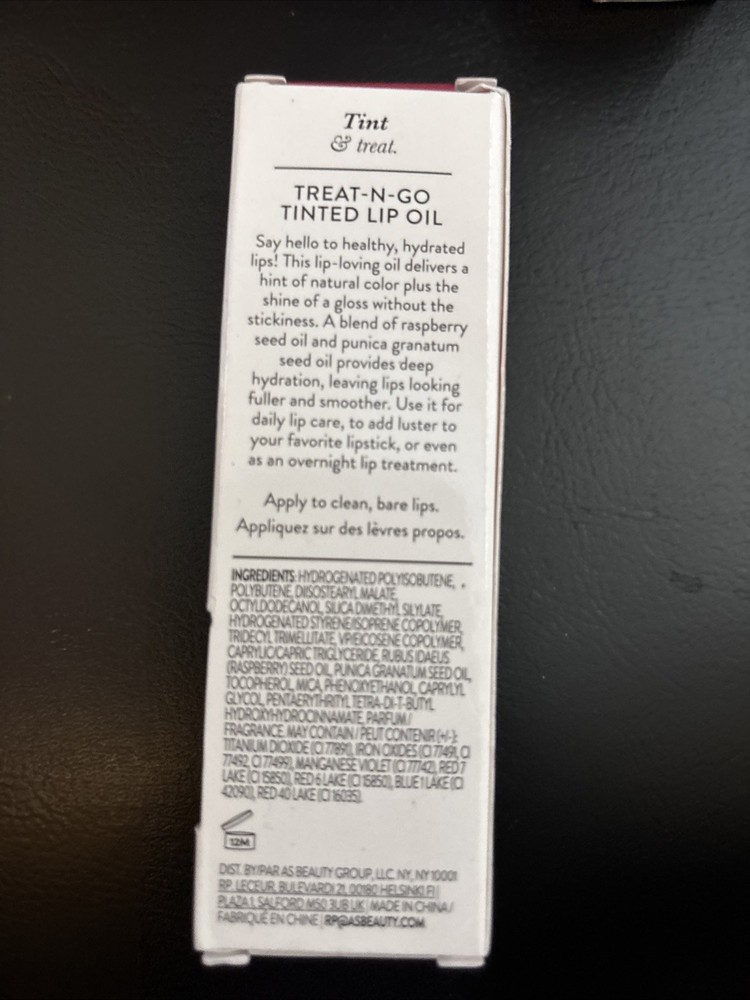 Tint
& treat.
TREAT-N-GO
TINTED LIP OIL
Say hello to healthy, hydrated
lips! This lip-loving oil delivers a
hint of natural color plus the
shine of a gloss without the
stickiness. A blend of raspberry
seed oil and punica granatum
seed oil provides deep
hydration, leaving lips looking
fuller and smoother. Use it for
daily lip care, to add luster to
your favorite lipstick, or even
as an overnight lip treatment.
Apply to clean, bare lips.
Appliquez sur des lèvres propos.
INGREDIENTS: HYDROGENATED POLYISOBUTENE,
POLYBUTENE, DIISOSTEARYL MALATE,
OCTYLDODECANOL, SILICA DIMETHYL SILYLATE,
HYDROGENATED STYRENE/ISOPRENE COPOLYMER,
TRIDECYL TRIMELLITATE, VP/EICOSENE COPOLYMER,
CAPRYLIC/CAPRIC TRIGLYCERIDE, RUBUS IDAEUS
(RASPBERRY) SEED OIL, PUNICA GRANATUM SEED OIL,
TOCOPHEROL, MICA, PHENOXYETHANOL, CAPRYLYL
GLYCOL, PENTAERYTHRITYL TETRA-DI-T-BUTYL
HYDROXYHYDROCINNAMATE, PARFUM /
FRAGRANCE. MAY CONTAIN / PEUT CONTENIR (+/-):
TITANIUM DIOXIDE (CI 77891), IRON OXIDES (CI 77491, CI
77492, CI 77499), MANGANESE VIOLET (CI 77742), RED 7
LAKE (CI 15850), RED 6 LAKE (CI 15850), BLUE 1 LAKE (CI
42090), RED 40 LAKE (CI 16035).
12M
DIST. BY/PAR AS BEAUTY GROUP, LLC. NY, NY 10001
RP: LECEUR, BULEVARDI 21, 00180 HELSINKI.FI |
PLAZA 1, SALFORD M50 3UB UK | MADE IN CHINA /
FABRIQUÉ EN CHINE | RP@ASBEAUTY.COM